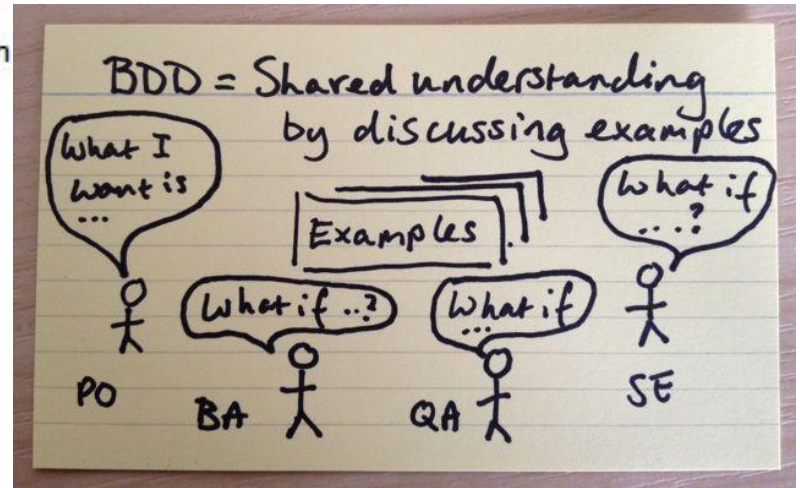 n
BDD = Shared understanding
by discussing examples
What I
want is
...
Examples
What if
....?
What if ..?
What if
...
PO
BA
QA
SE